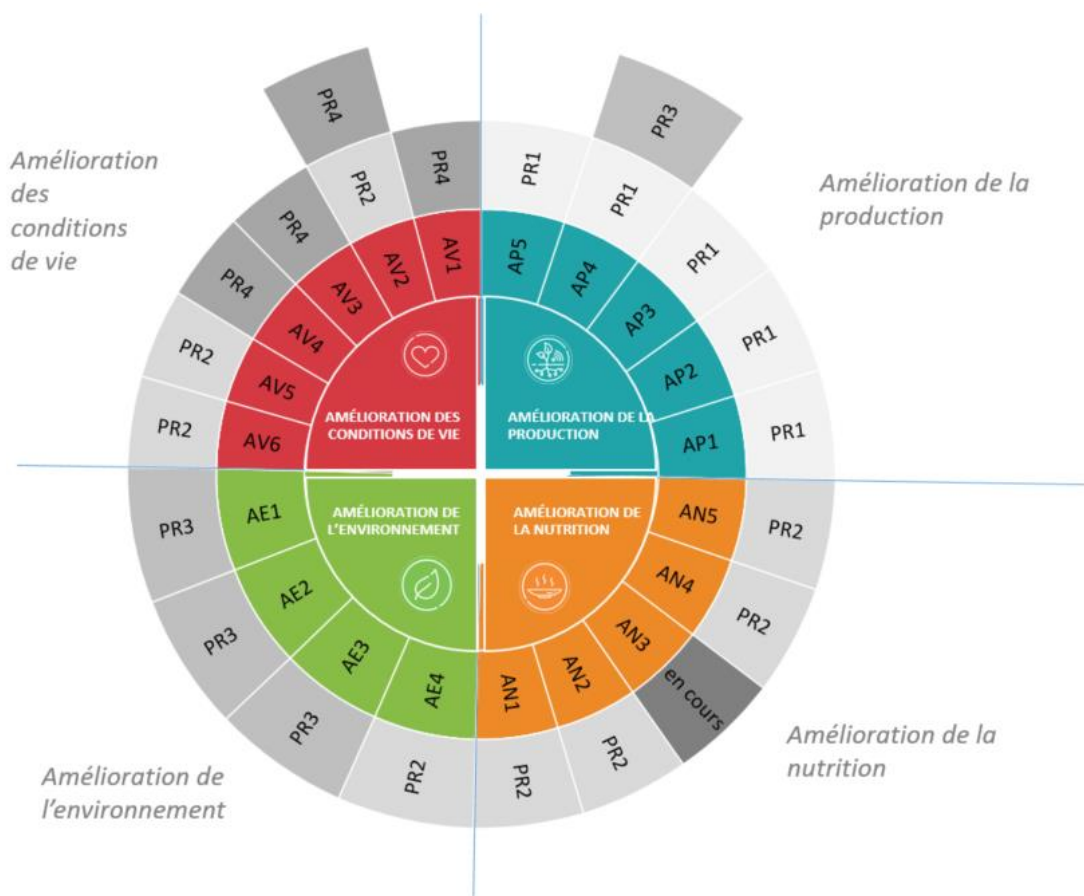 PR4
PR3
PR2
PR4
PR1
PR1
Amélioration
des
conditions
de vie
Amélioration de la
production
PR4
PR1
PR4
PR1
PR2
PR1
PR2
AV1
AV2
AV3
AV4
AV5
AV6
AP5
AP4
AP3
AP2
AP1
AMÉLIORATION DES
CONDITIONS DE VIE
AMÉLIORATION DE LA
PRODUCTION
AMÉLIORATION DE
L'ENVIRONNEMENT
AMÉLIORATION DE
LA NUTRITION
AE1
AE2
AE3
AE4
AN5
AN4
AN3
AN2
AN1
PR3
PR3
PR3
PR2
PR2
PR2
en cours
PR2
PR2
Amélioration de
l'environnement
Amélioration de la
nutrition